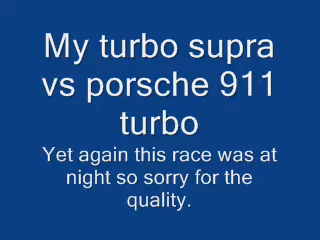 My turbo supra
vs porsche 911
turbo
Yet again this race was at
night so sorry for the
quality.